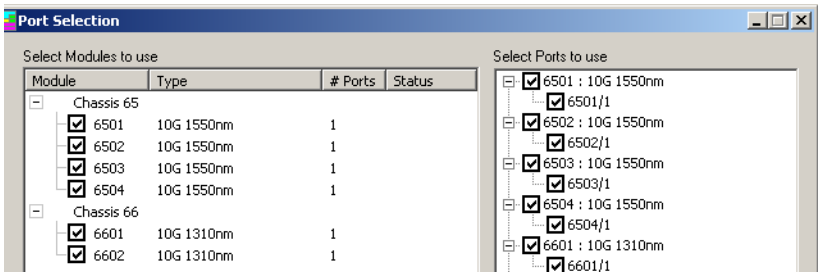 Port Selection
Select Modules to use
Module Type # Ports Status
Chassis 65
6501 10G 1550nm 1
6502 10G 1550nm 1
6503 10G 1550nm 1
6504 10G 1550nm 1
Chassis 66
6601 10G 1310nm 1
6602 10G 1310nm 1
Select Ports to use
6501 : 10G 1550nm
6501/1
6502 : 10G 1550nm
6502/1
6503 : 10G 1550nm
6503/1
6504 : 10G 1550nm
6504/1
6601 : 10G 1310nm
6601/1